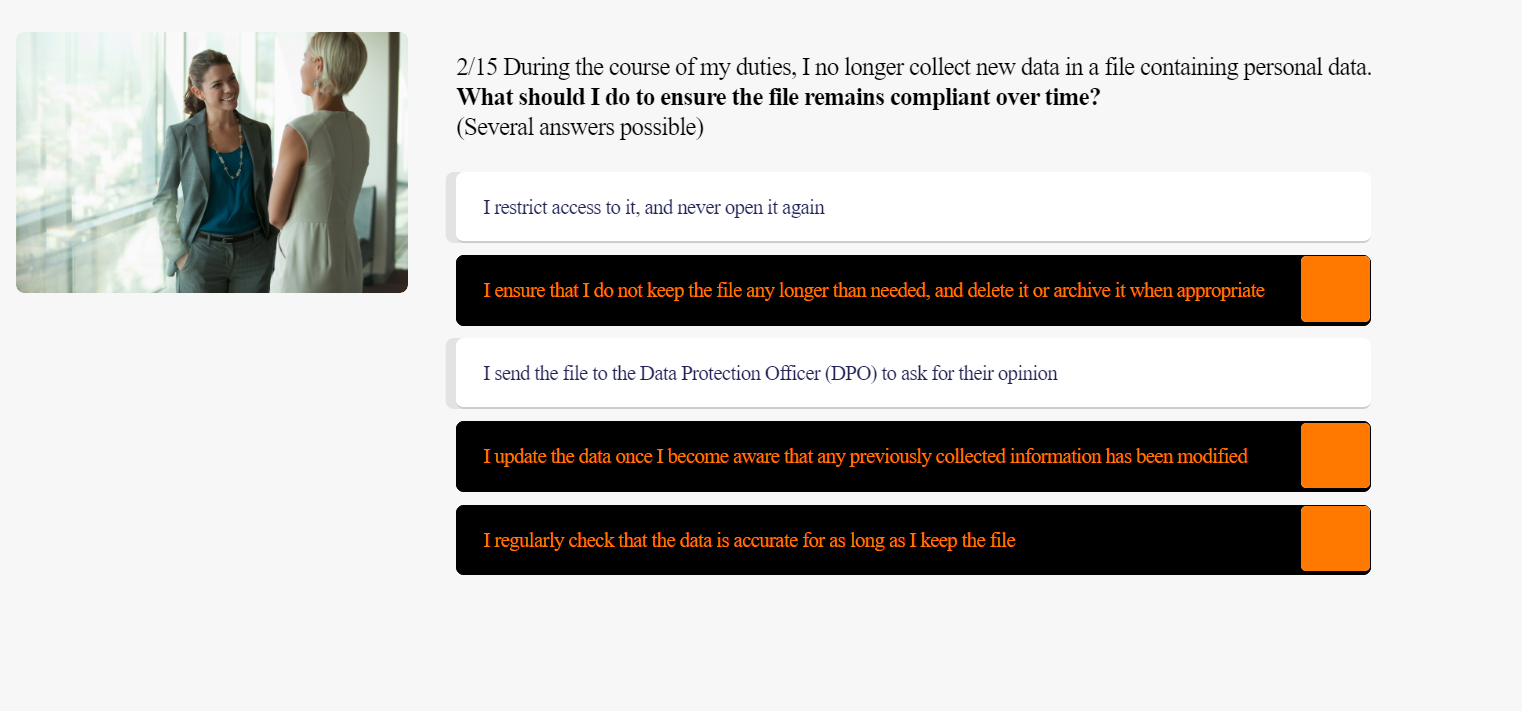 2/15 During the course of my duties, I no longer collect new data in a file containing personal data.
What should I do to ensure the file remains compliant over time?
(Several answers possible)
I restrict access to it, and never open it again
I ensure that I do not keep the file any longer than needed, and delete it or archive it when appropriate
I send the file to the Data Protection Officer (DPO) to ask for their opinion
I update the data once I become aware that any previously collected information has been modified
I regularly check that the data is accurate for as long as I keep the file